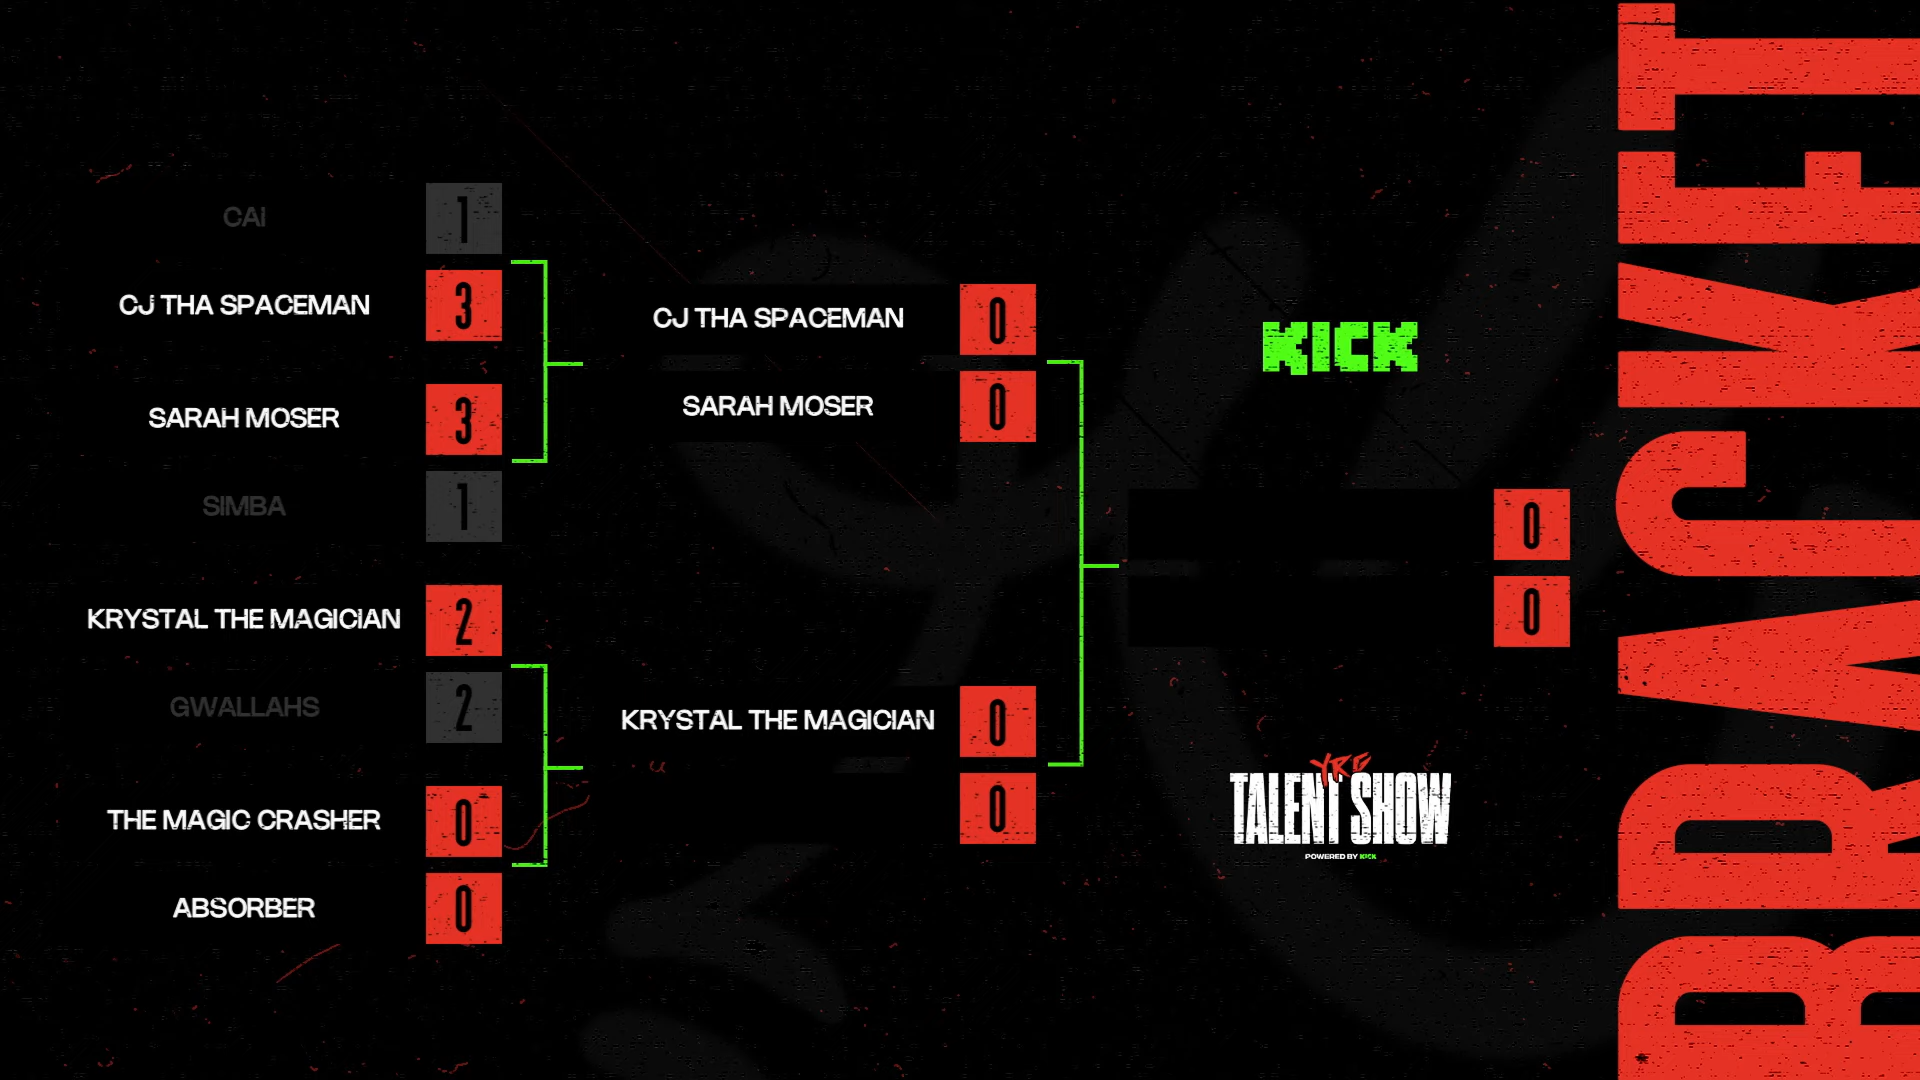 CAI 1
CJ THA SPACEMAN 3
SARAH MOSER 3
SIMBA 1
KRYSTAL THE MAGICIAN 2
GWALLAHS 2
THE MAGIC CRASHER 0
ABSORBER 0
CJ THA SPACEMAN 0
SARAH MOSER 0
KRYSTAL THE MAGICIAN 0
0
KICK
0
0
YRG
TALENT SHOW
POWERED BY KICK
BRACKET